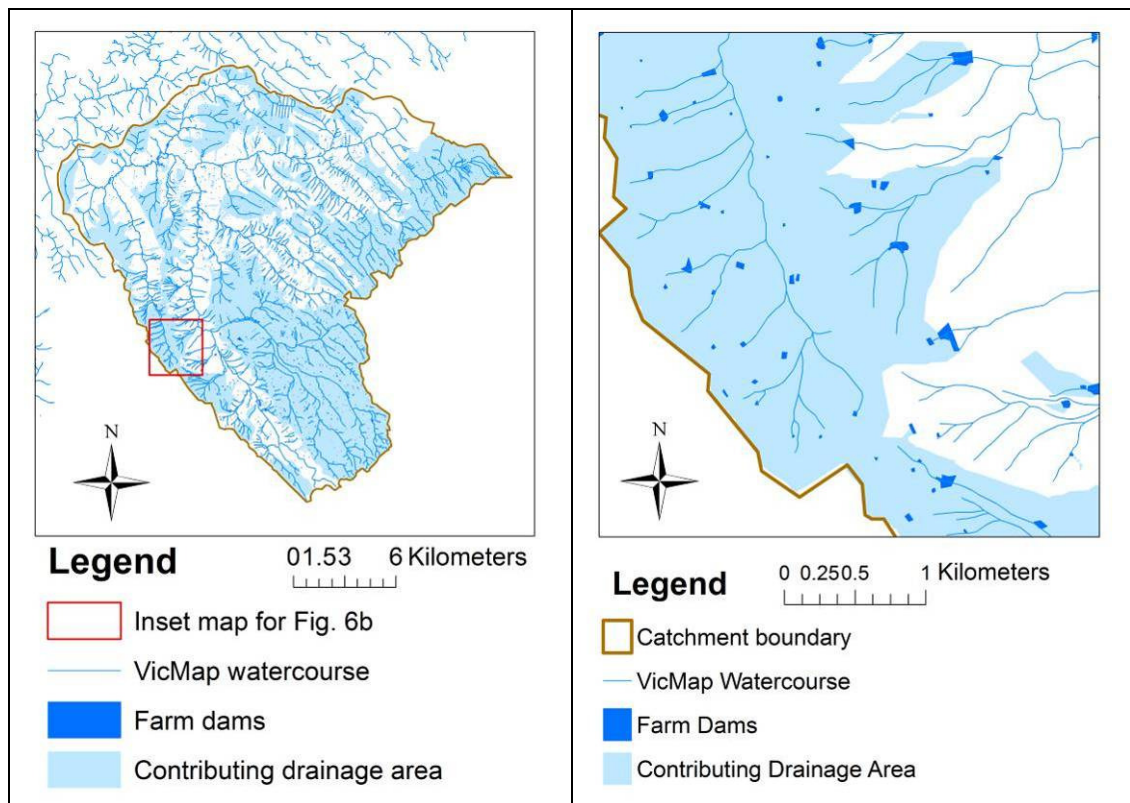 N
Legend
01.53 6 Kilometers
Inset map for Fig. 6b
VicMap watercourse
Farm dams
Contributing drainage area
N
Legend
0 0.250.5 1 Kilometers
Catchment boundary
VicMap Watercourse
Farm Dams
Contributing Drainage Area